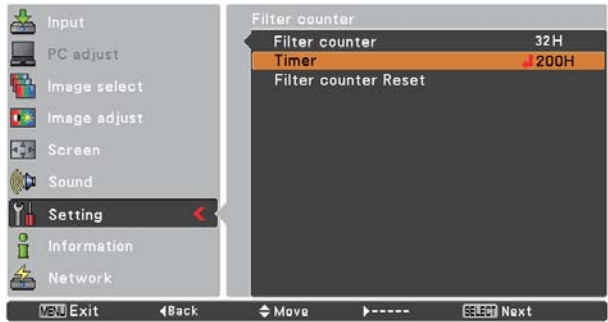 Input
PC adjust
Image select
Image adjust
Screen
Sound
Setting
Information
Network
Filter counter
Filter counter 32H
Timer 200H
Filter counter Reset
MENU Exit Back Move ----- SELECT Next